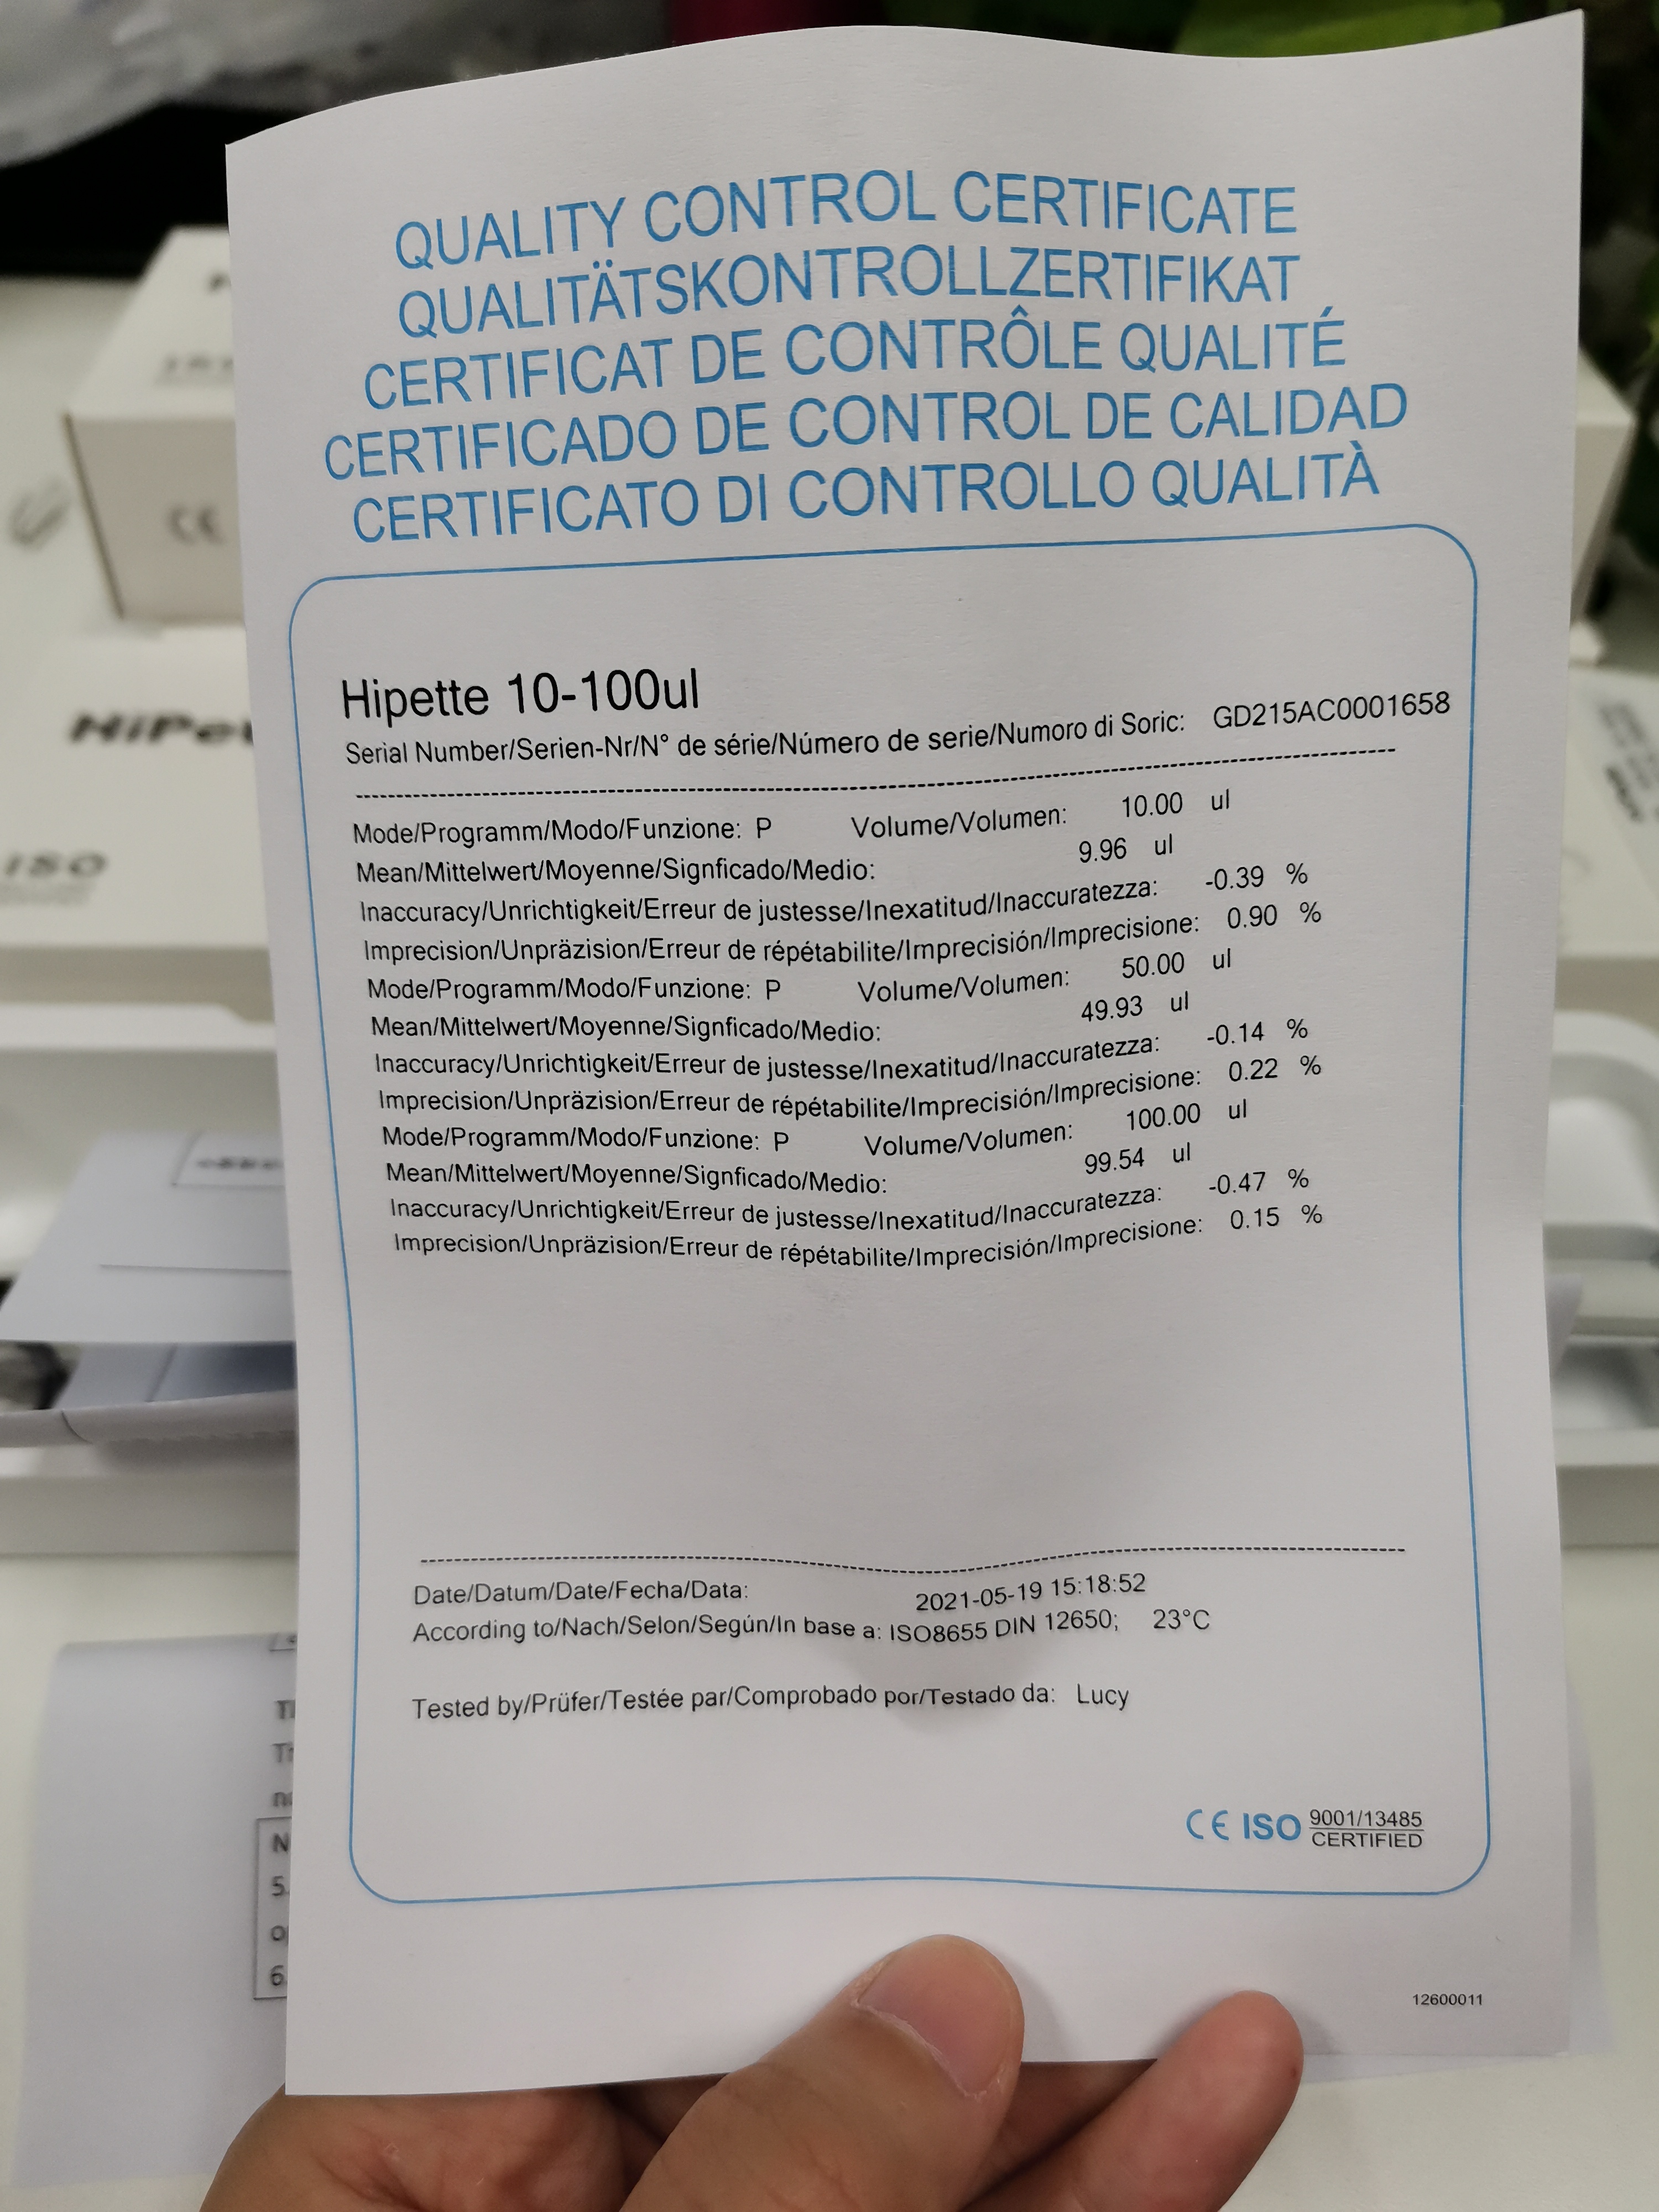 QUALITY CONTROL CERTIFICATE
QUALITÄTSKONTROLLZERTIFIKAT
CERTIFICAT DE CONTRÔLE QUALITÉ
CERTIFICADO DE CONTROL DE CALIDAD
CERTIFICATO DI CONTROLLO QUALITÀ
Hipette 10-100ul
Serial Number/Serien-Nr/N° de série/Número de serie/Numoro di Soric: GD215AC0001658
Mode/Programm/Modo/Funzione: P Volume/Volumen: 10.00 ul
Mean/Mittelwert/Moyenne/Signficado/Medio: 9.96 ul
Inaccuracy/Unrichtigkeit/Erreur de justesse/Inexatitud/Inaccuratezza: -0.39 %
Imprecision/Unpräzision/Erreur de répétabilite/Imprecisión/Imprecisione: 0.90 %
Mode/Programm/Modo/Funzione: P Volume/Volumen: 50.00 ul
Mean/Mittelwert/Moyenne/Signficado/Medio: 49.93 ul
Inaccuracy/Unrichtigkeit/Erreur de justesse/Inexatitud/Inaccuratezza: -0.14 %
Imprecision/Unpräzision/Erreur de répétabilite/Imprecisión/Imprecisione: 0.22 %
Mode/Programm/Modo/Funzione: P Volume/Volumen: 100.00 ul
Mean/Mittelwert/Moyenne/Signficado/Medio: 99.54 ul
Inaccuracy/Unrichtigkeit/Erreur de justesse/Inexatitud/Inaccuratezza: -0.47 %
Imprecision/Unpräzision/Erreur de répétabilite/Imprecisión/Imprecisione: 0.15 %
Date/Datum/Date/Fecha/Data: 2021-05-19 15:18:52
According to/Nach/Selon/Según/In base a: ISO8655 DIN 12650; 23°C
Tested by/Prüfer/Testée par/Comprobado por/Testado da: Lucy
CE ISO 9001/13485
CERTIFIED
12600011
CE
ISO